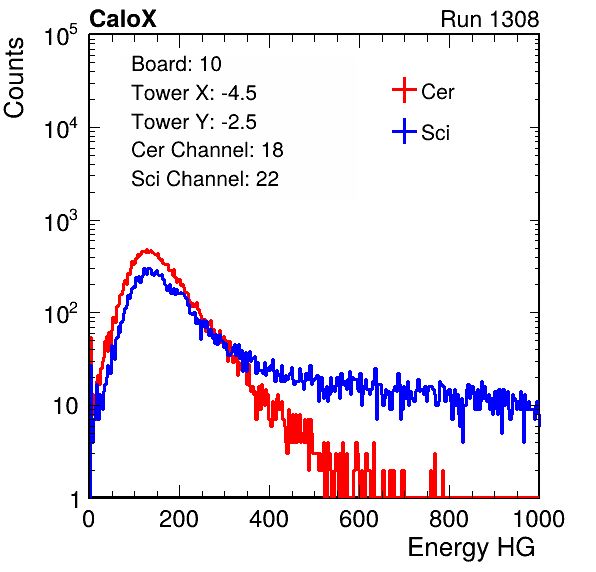 CaloX Run 1308
Board: 10
Tower X: -4.5
Tower Y: -2.5
Cer Channel: 18
Sci Channel: 22
Cer
Sci
Counts
10^5
10^4
10^3
10^2
10
1
0 200 400 600 800 1000
Energy HG